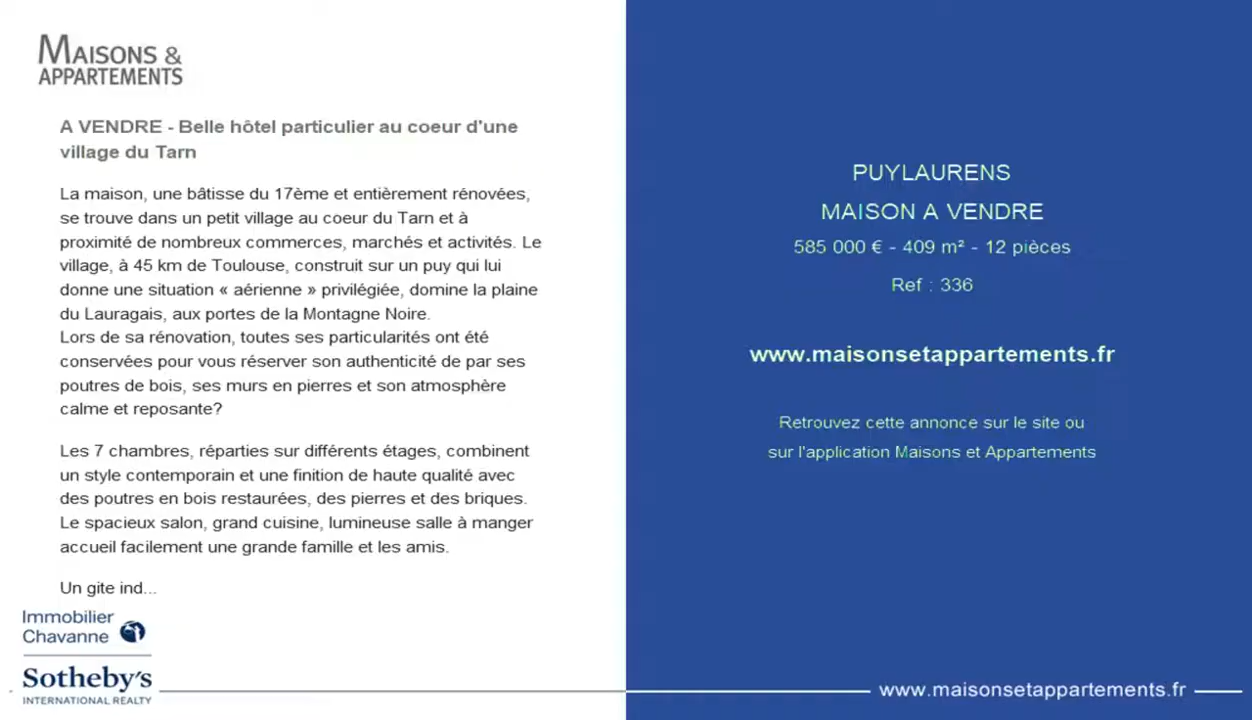 MAISONS &
APPARTEMENTS
A VENDRE - Belle hôtel particulier au coeur d'une
village du Tarn
La maison, une bâtisse du 17ème et entièrement rénovées,
se trouve dans un petit village au coeur du Tarn et à
proximité de nombreux commerces, marchés et activités. Le
village, à 45 km de Toulouse, construit sur un puy qui lui
donne une situation « aérienne » privilégiée, domine la plaine
du Lauragais, aux portes de la Montagne Noire.
Lors de sa rénovation, toutes ses particularités ont été
conservées pour vous réserver son authenticité de par ses
poutres de bois, ses murs en pierres et son atmosphère
calme et reposante?
Les 7 chambres, réparties sur différents étages, combinent
un style contemporain et une finition de haute qualité avec
des poutres en bois restaurées, des pierres et des briques.
Le spacieux salon, grand cuisine, lumineuse salle à manger
accueil facilement une grande famille et les amis.
Un gite ind...
Immobilier
Chavanne
Sotheby's
INTERNATIONAL REALTY
PUYLAURENS
MAISON A VENDRE
585 000 € - 409 m² - 12 pièces
Ref : 336
www.maisonsetappartements.fr
Retrouvez cette annonce sur le site ou
sur l'application Maisons et Appartements
www.maisonsetappartements.fr